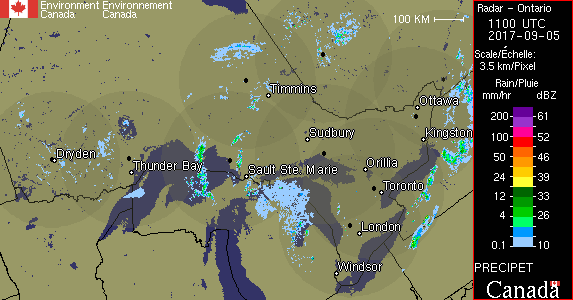 Environment Environnement
Canada Canada
100 KM
Timmins
Ottawa
Sudbury
Kingston
Dryden
Thunder Bay
Sault Ste. Marie
Orillia
Toronto
London
Windsor
Radar - Ontario
1100 UTC
2017-09-05
Scale/Échelle:
3.5 km/Pixel
Rain/Pluie
mm/hr dBZ
200 61
100 52
50 46
24 39
12 33
4 26
0.1 10
PRECIPET
Canada